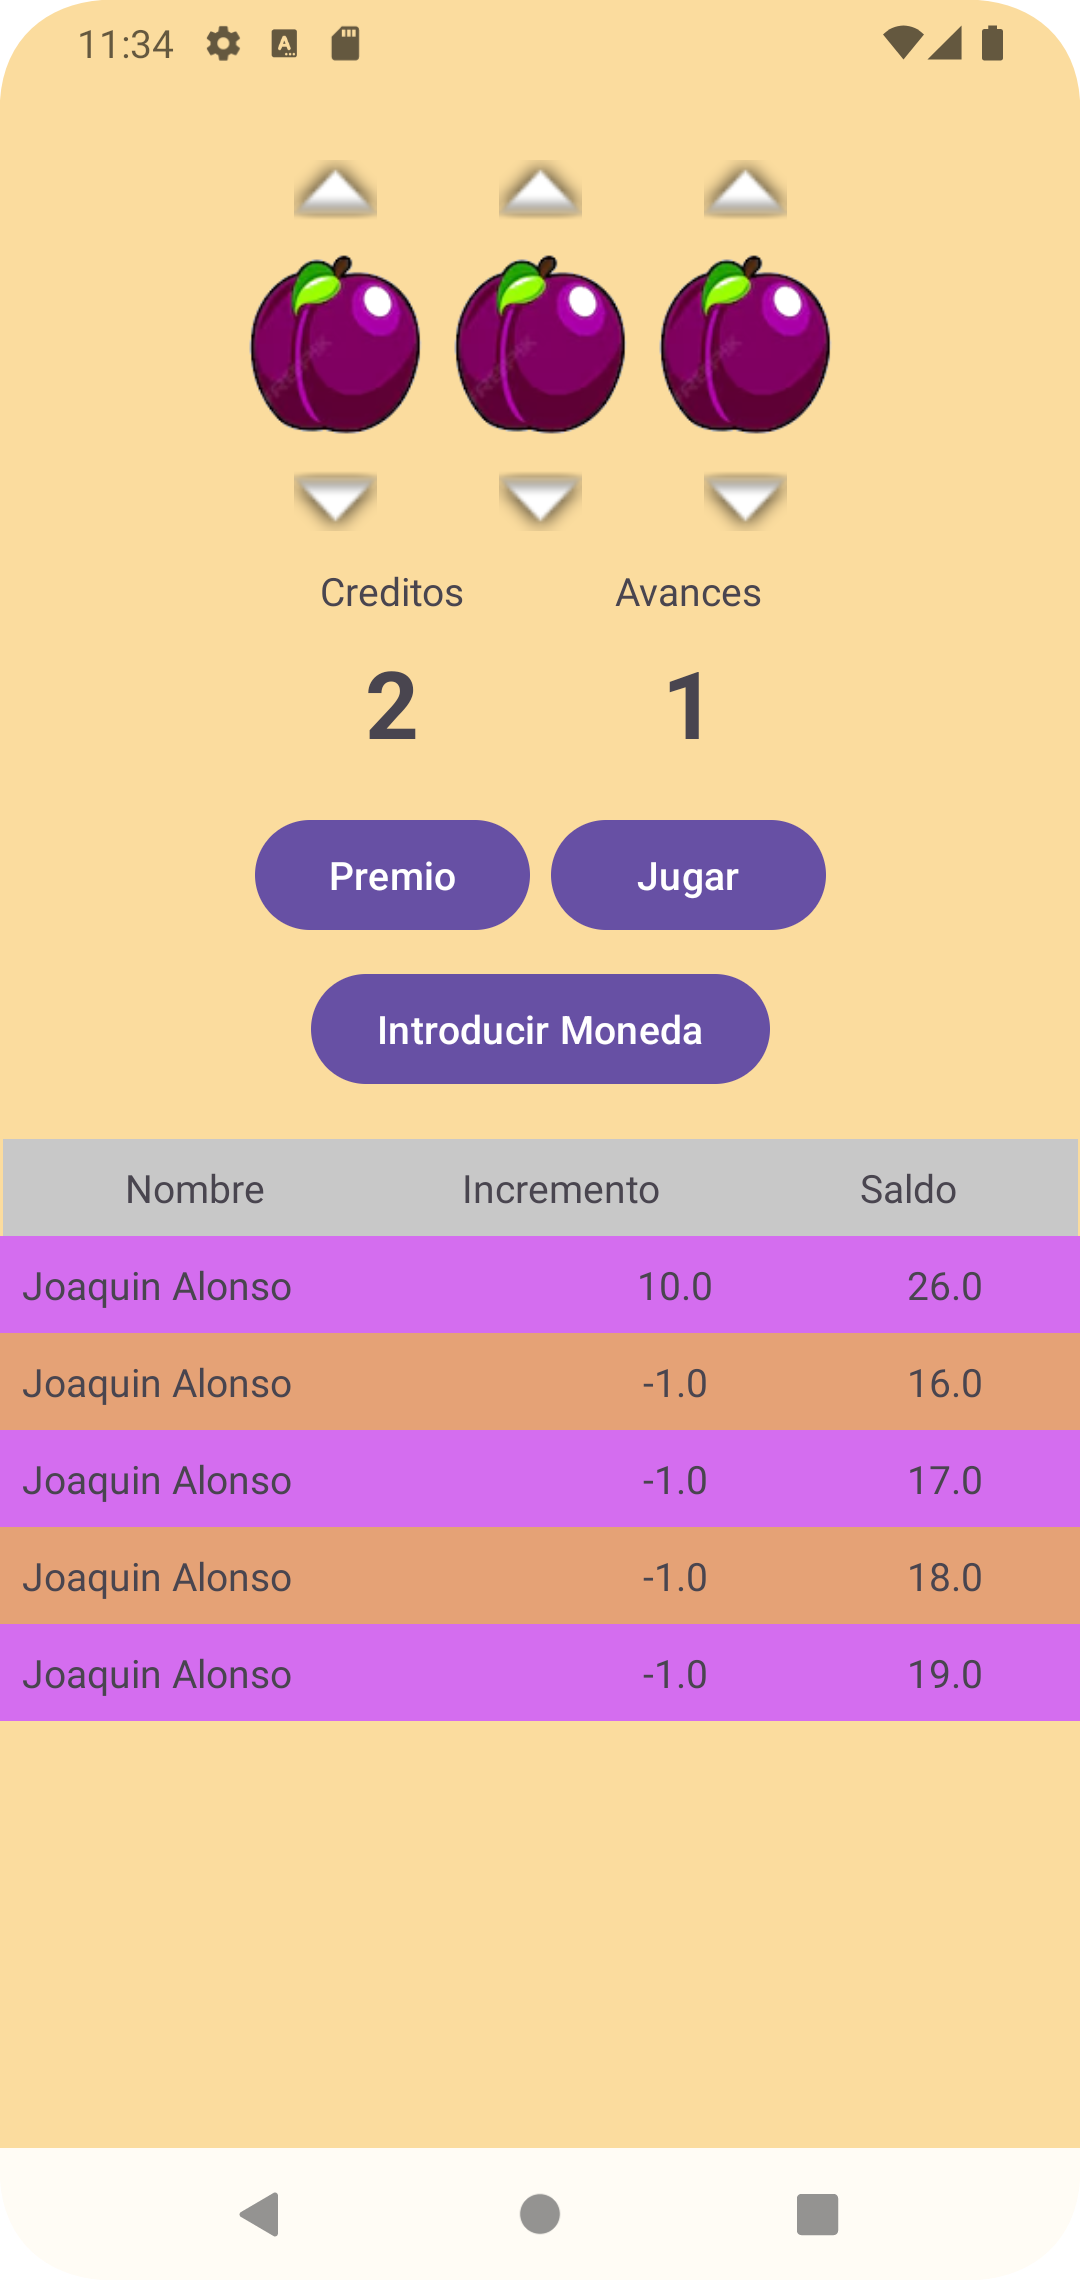 11:34
Creditos Avances
2 1
Premio Jugar
Introducir Moneda
Nombre Incremento Saldo
Joaquin Alonso 10.0 26.0
Joaquin Alonso -1.0 16.0
Joaquin Alonso -1.0 17.0
Joaquin Alonso -1.0 18.0
Joaquin Alonso -1.0 19.0